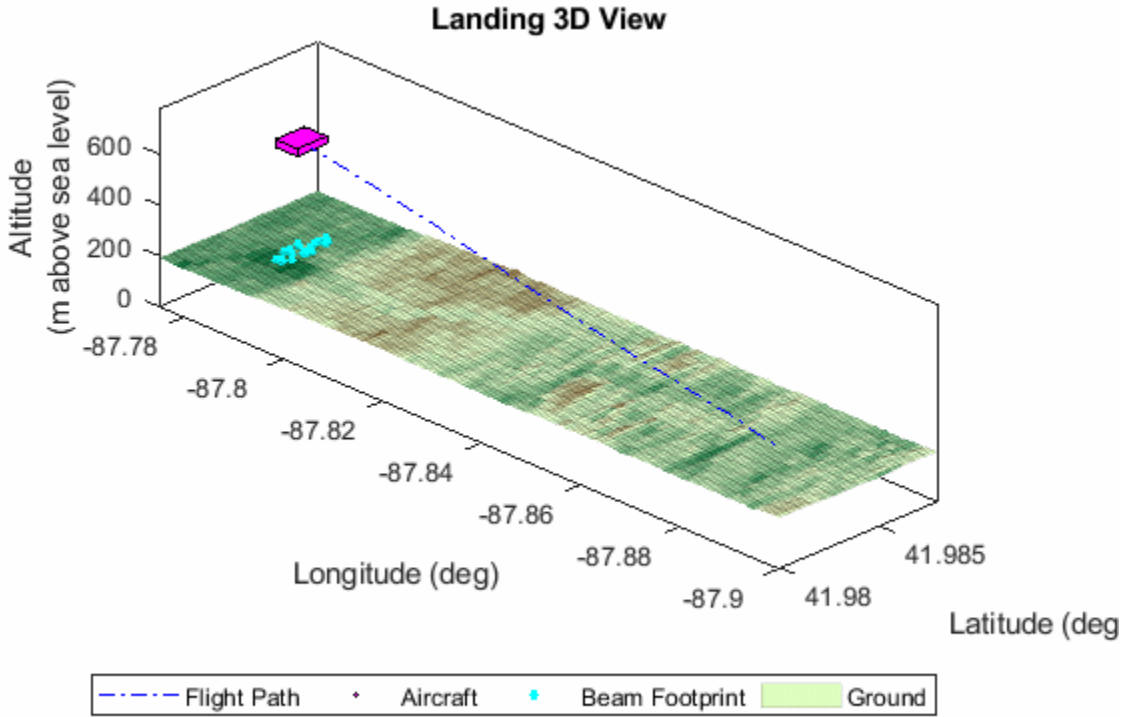 Landing 3D View
Altitude
(m above sea level)
600
400
200
0
-87.78
-87.8
-87.82
-87.84
-87.86
-87.88
-87.9
41.98
41.985
Longitude (deg)
Latitude (deg
Flight Path Aircraft Beam Footprint Ground